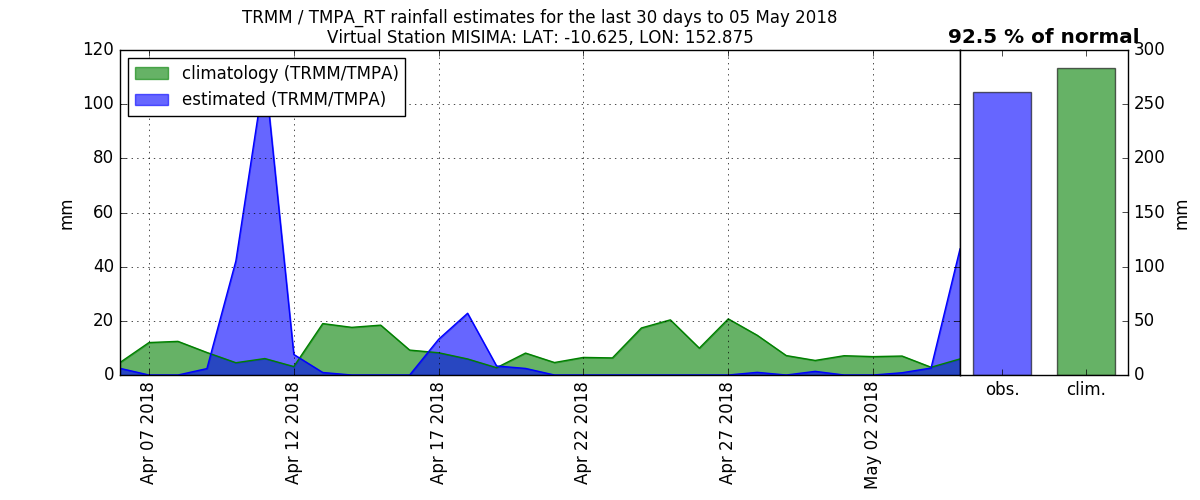 TRMM / TMPA_RT rainfall estimates for the last 30 days to 05 May 2018
Virtual Station MISIMA: LAT: -10.625, LON: 152.875
92.5 % of normal
climatology (TRMM/TMPA)
estimated (TRMM/TMPA)
120
100
80
60
40
20
0
mm
Apr 07 2018
Apr 12 2018
Apr 17 2018
Apr 22 2018
Apr 27 2018
May 02 2018
300
250
200
150
100
50
0
mm
obs.
clim.